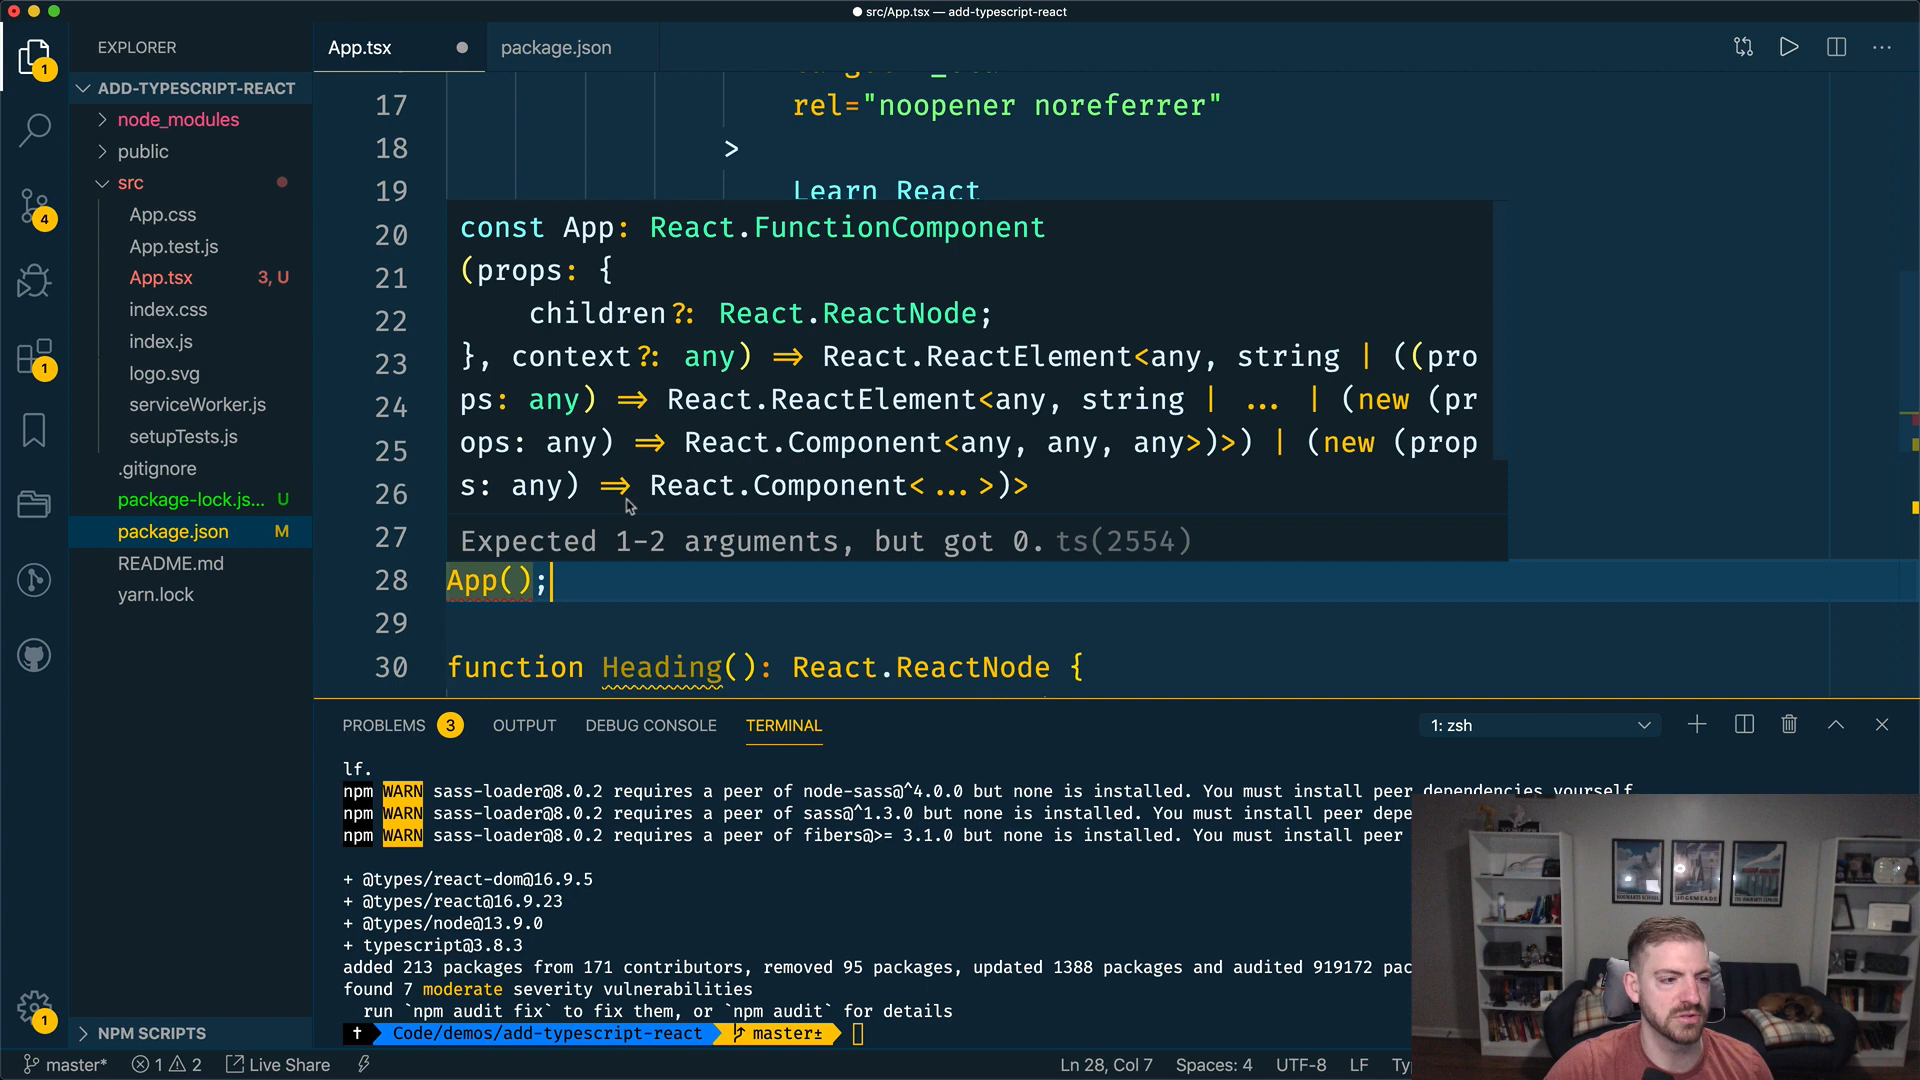 src/App.tsx — add-typescript-react
EXPLORER
App.tsx
package.json
1
ADD-TYPESCRIPT-REACT
node_modules
public
src
App.css
App.test.js
App.tsx 3, U
index.css
index.js
logo.svg
serviceWorker.js
setupTests.js
.gitignore
package-lock.js... U
package.json M
README.md
yarn.lock
4
1
1
NPM SCRIPTS
17 rel="noopener noreferrer"
18 >
19 Learn React
20
21
22
23
24
25
26
27
const App: React.FunctionComponent
(props: {
children?: React.ReactNode;
}, context?: any) => React.ReactElement<any, string | ((pro
ps: any) => React.ReactElement<any, string | ... | (new (pr
ops: any) => React.Component<any, any, any>)>) | (new (prop
s: any) => React.Component<...>)>
Expected 1-2 arguments, but got 0. ts(2554)
28 App();
29
30 function Heading(): React.ReactNode {
PROBLEMS 3 OUTPUT DEBUG CONSOLE TERMINAL 1: zsh
lf.
npm WARN sass-loader@8.0.2 requires a peer of node-sass@^4.0.0 but none is installed. You must install peer dependencies yourself
npm WARN sass-loader@8.0.2 requires a peer of sass@^1.3.0 but none is installed. You must install peer depe
npm WARN sass-loader@8.0.2 requires a peer of fibers@>= 3.1.0 but none is installed. You must install peer
+ @types/react-dom@16.9.5
+ @types/react@16.9.23
+ @types/node@13.9.0
+ typescript@3.8.3
added 213 packages from 171 contributors, removed 95 packages, updated 1388 packages and audited 919172 pac
found 7 moderate severity vulnerabilities
run `npm audit fix` to fix them, or `npm audit` for details
Code/demos/add-typescript-react master±
master* 1 2 Live Share Ln 28, Col 7 Spaces: 4 UTF-8 LF Ty